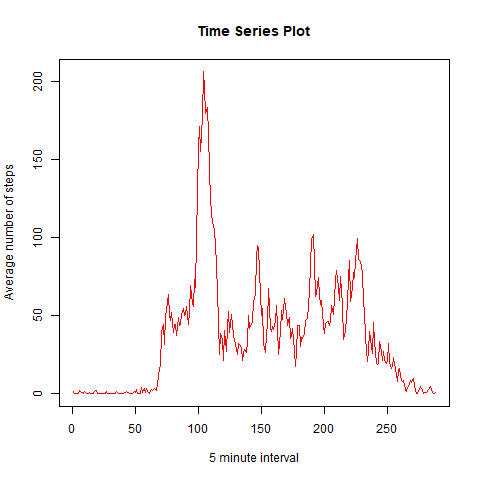 Time Series Plot
Average number of steps
200
150
100
50
0
0 50 100 150 200 250
5 minute interval